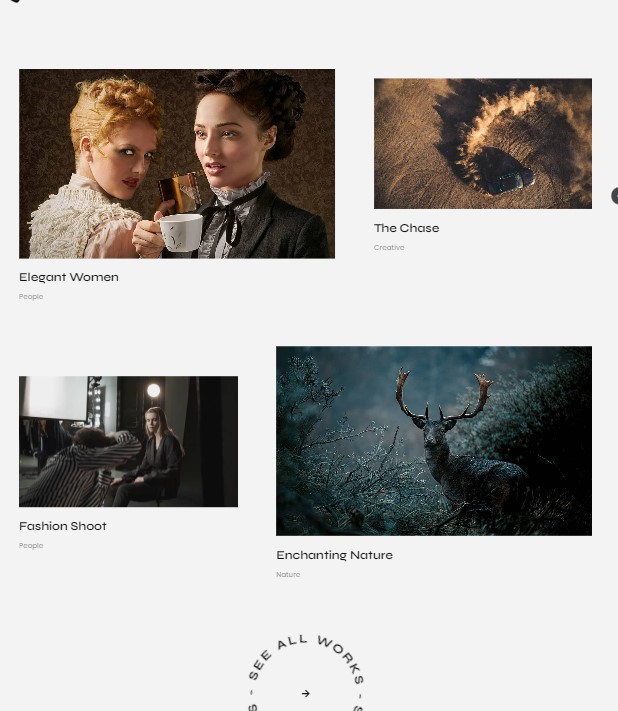 Elegant Women
People
The Chase
Creative
Fashion Shoot
People
Enchanting Nature
Nature
- SEE ALL WORKS -